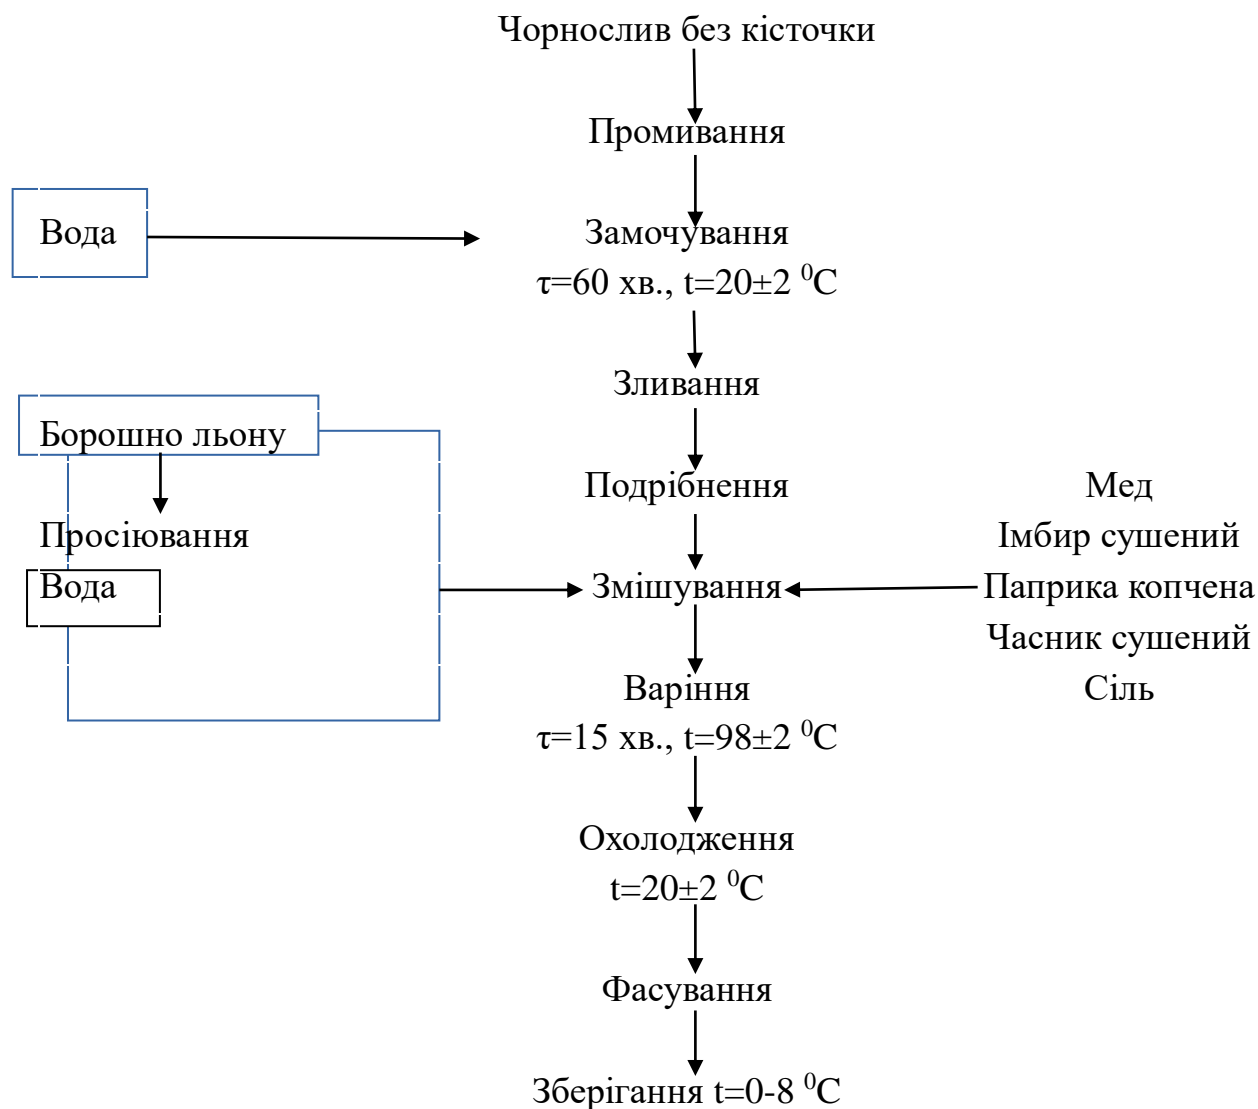 Чорнослив без кісточки
Промивання
Вода
Замочування
τ=60 хв., t=20±2 ⁰С
Зливання
Борошно льону
Подрібнення
Мед
Просіювання
Імбир сушений
Вода
Змішування
Паприка копчена
Часник сушений
Варіння
Сіль
τ=15 хв., t=98±2 ⁰С
Охолодження
t=20±2 ⁰С
Фасування
Зберігання t=0-8 ⁰С